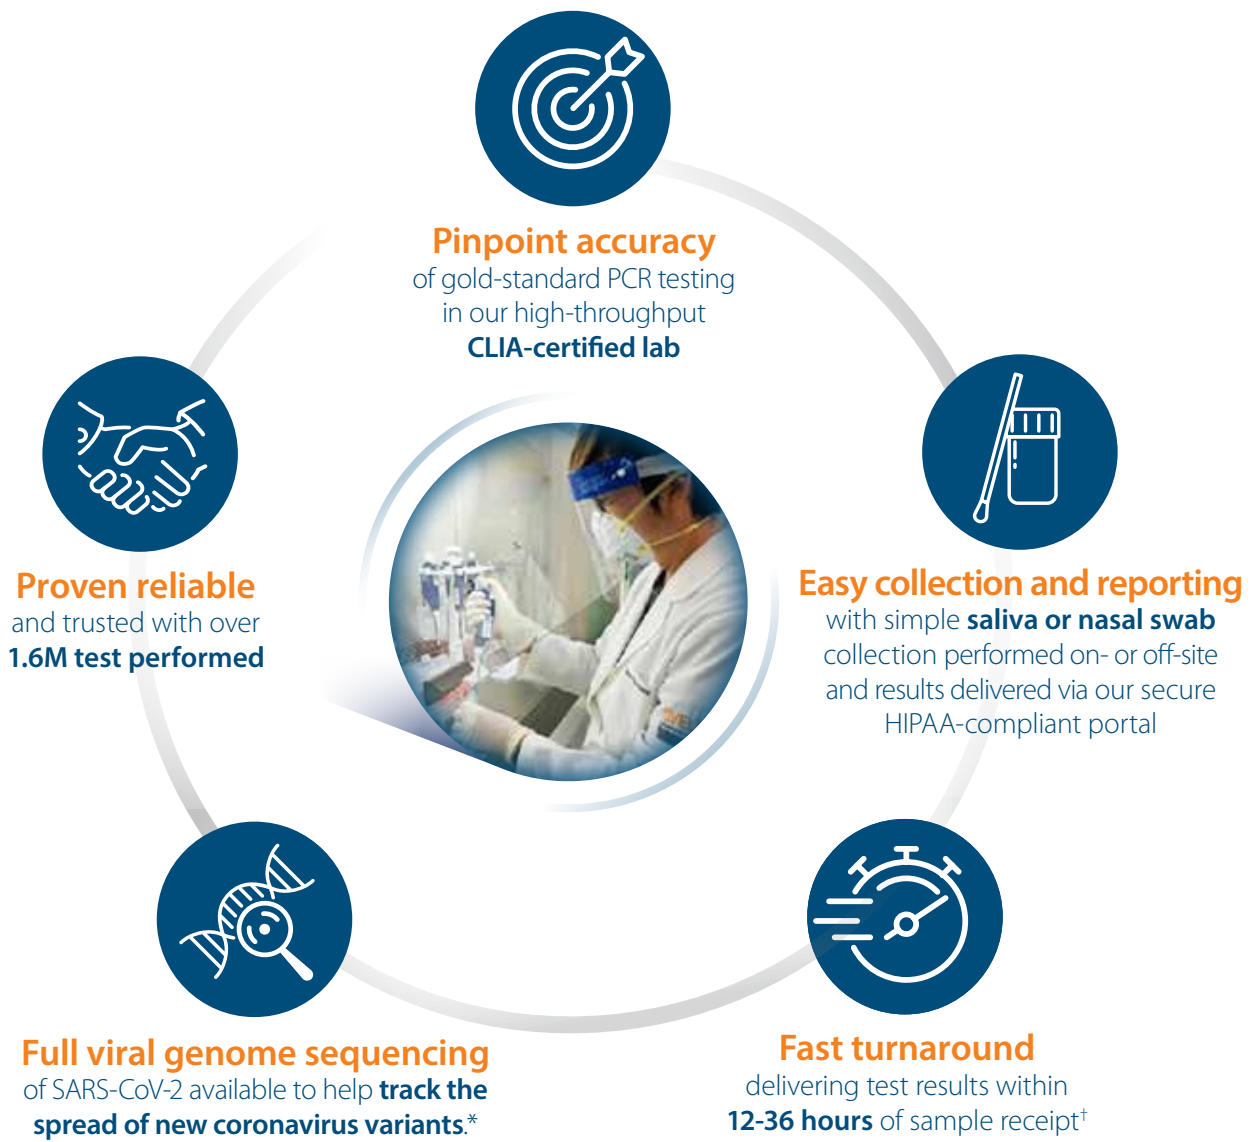 Pinpoint accuracy
of gold-standard PCR testing
in our high-throughput
CLIA-certified lab
Easy collection and reporting
with simple saliva or nasal swab
collection performed on- or off-site
and results delivered via our secure
HIPAA-compliant portal
Fast turnaround
delivering test results within
12-36 hours of sample receipt†
Full viral genome sequencing
of SARS-CoV-2 available to help track the
spread of new coronavirus variants.*
Proven reliable
and trusted with over
1.6M test performed